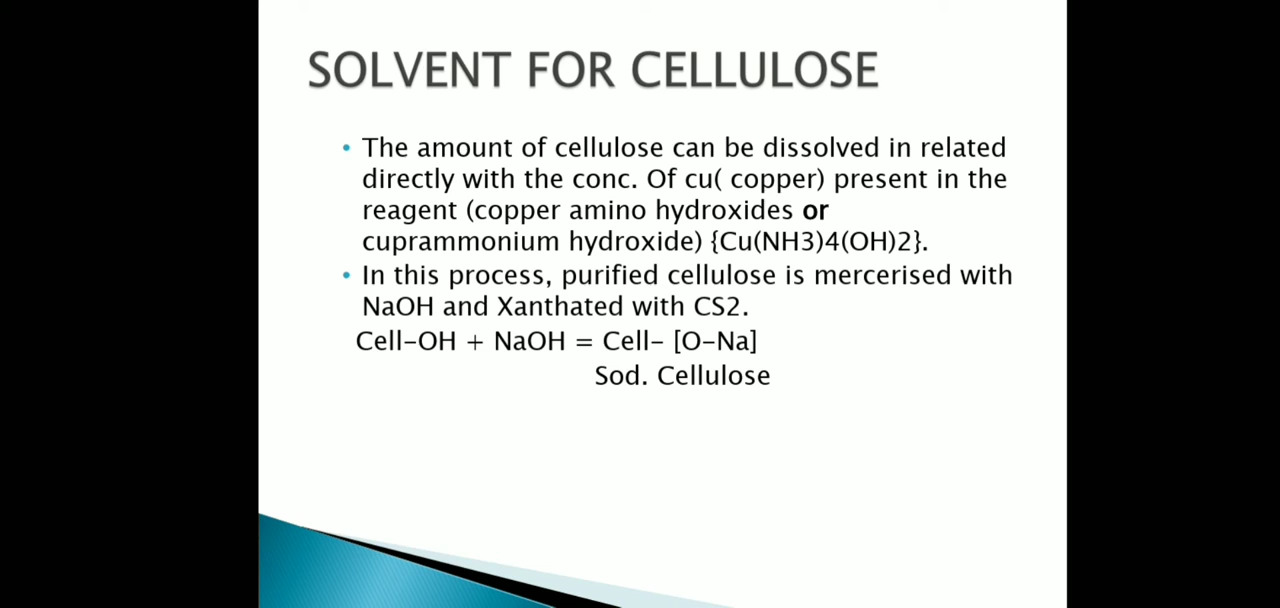 SOLVENT FOR CELLULOSE
• The amount of cellulose can be dissolved in related
directly with the conc. Of cu( copper) present in the
reagent (copper amino hydroxides or
cuprammonium hydroxide) {Cu(NH3)4(OH)2}.
• In this process, purified cellulose is mercerised with
NaOH and Xanthated with CS2.
Cell-OH + NaOH = Cell- [O-Na]
Sod. Cellulose